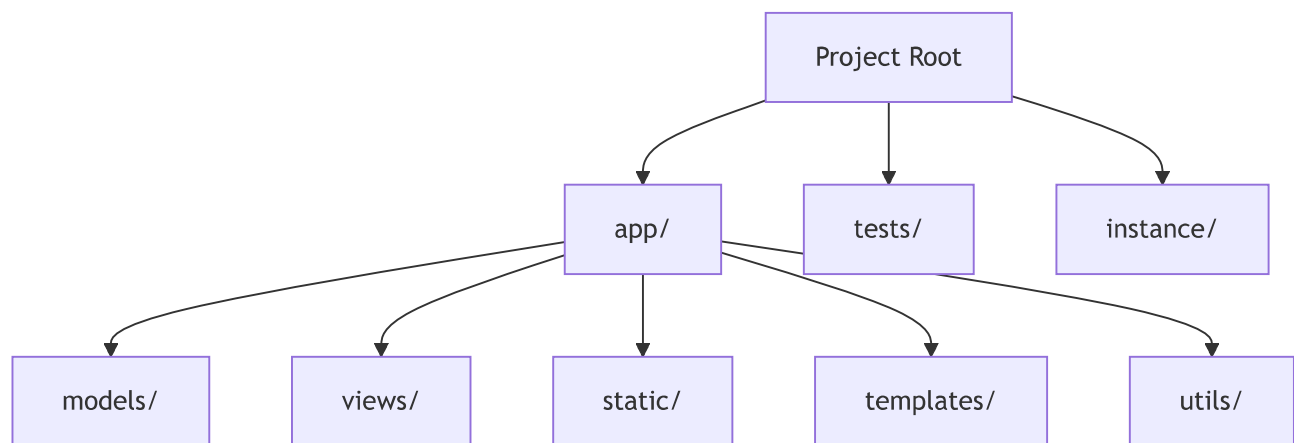 Project Root
app/
tests/
instance/
models/
views/
static/
templates/
utils/